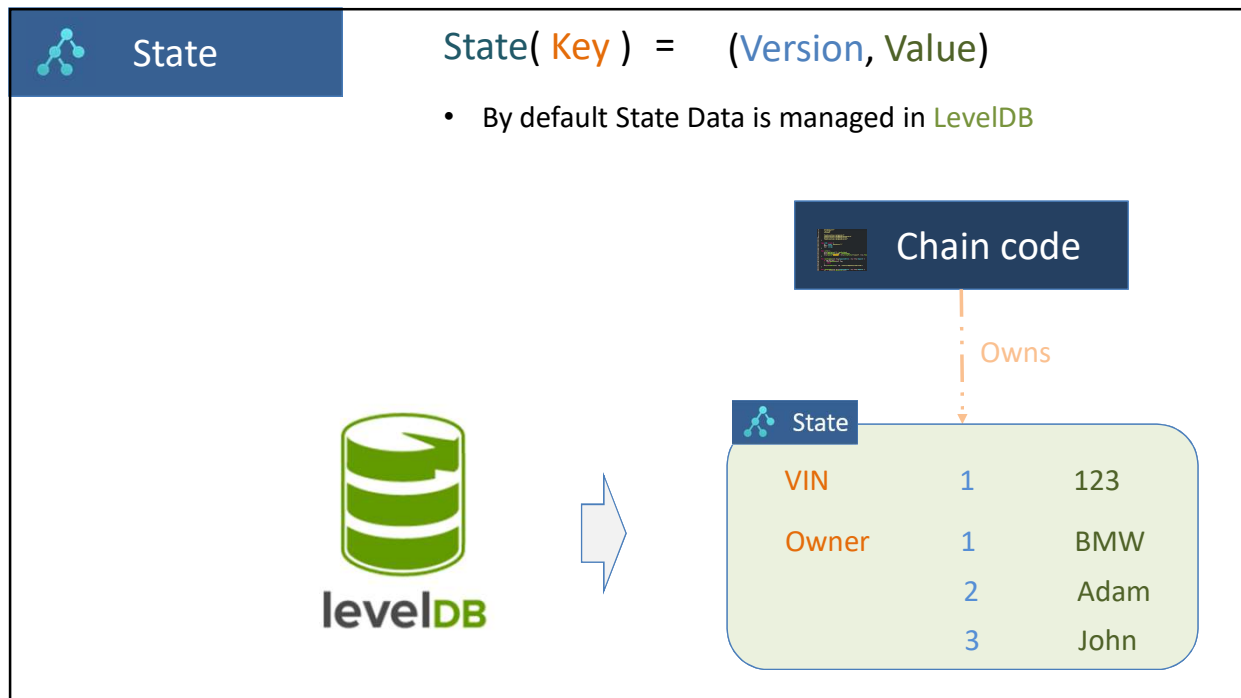 State
State( Key ) = (Version, Value)
• By default State Data is managed in LevelDB
Chain code
Owns
State
VIN 1 123
Owner 1 BMW
2 Adam
3 John
levelDB